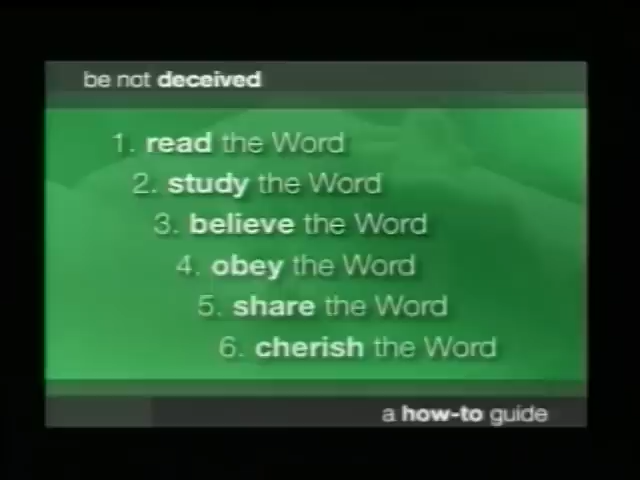 be not deceived
1. read the Word
2. study the Word
3. believe the Word
4. obey the Word
5. share the Word
6. cherish the Word
a how-to guide